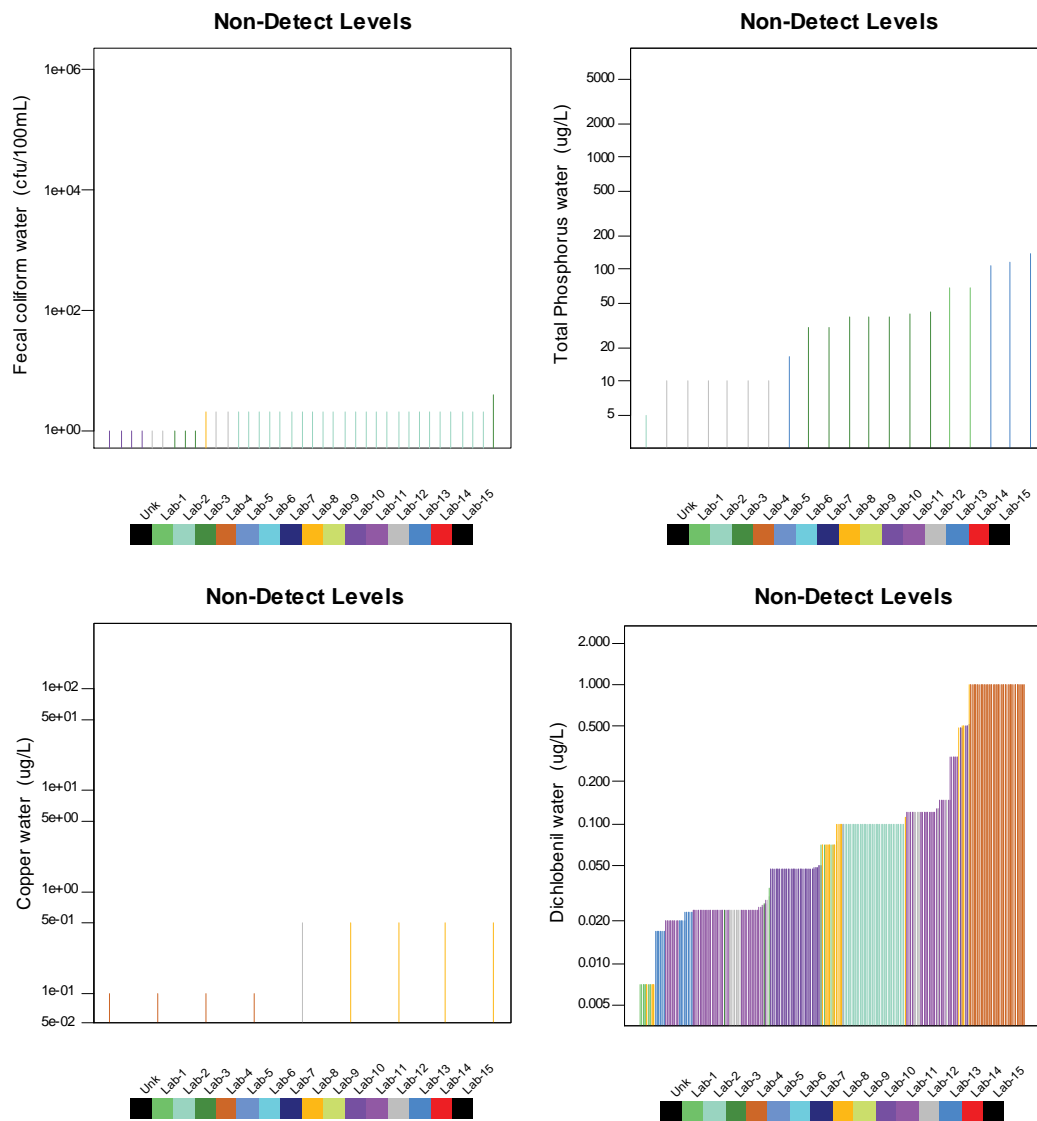 Non-Detect Levels
Fecal coliform water (cfu/100mL)
1e+06
1e+04
1e+02
1e+00
Unk Lab-1 Lab-2 Lab-3 Lab-4 Lab-5 Lab-6 Lab-7 Lab-8 Lab-9 Lab-10 Lab-11 Lab-12 Lab-13 Lab-14 Lab-15
Non-Detect Levels
Total Phosphorus water (ug/L)
5000
2000
1000
500
200
100
50
20
10
5
Unk Lab-1 Lab-2 Lab-3 Lab-4 Lab-5 Lab-6 Lab-7 Lab-8 Lab-9 Lab-10 Lab-11 Lab-12 Lab-13 Lab-14 Lab-15
Non-Detect Levels
Copper water (ug/L)
1e+02
5e+01
1e+01
5e+00
1e+00
5e-01
1e-01
5e-02
Unk Lab-1 Lab-2 Lab-3 Lab-4 Lab-5 Lab-6 Lab-7 Lab-8 Lab-9 Lab-10 Lab-11 Lab-12 Lab-13 Lab-14 Lab-15
Non-Detect Levels
Dichlobenil water (ug/L)
2.000
1.000
0.500
0.200
0.100
0.050
0.020
0.010
0.005
Unk Lab-1 Lab-2 Lab-3 Lab-4 Lab-5 Lab-6 Lab-7 Lab-8 Lab-9 Lab-10 Lab-11 Lab-12 Lab-13 Lab-14 Lab-15